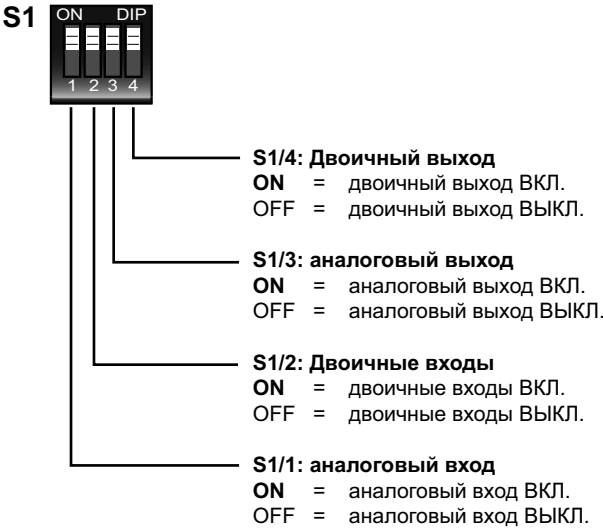 S1
ON DIP
1 2 3 4
S1/4: Двоичный выход
ON = двоичный выход ВКЛ.
OFF = двоичный выход ВЫКЛ.
S1/3: аналоговый выход
ON = аналоговый выход ВКЛ.
OFF = аналоговый выход ВЫКЛ.
S1/2: Двоичные входы
ON = двоичные входы ВКЛ.
OFF = двоичные входы ВЫКЛ.
S1/1: аналоговый вход
ON = аналоговый вход ВКЛ.
OFF = аналоговый вход ВЫКЛ.